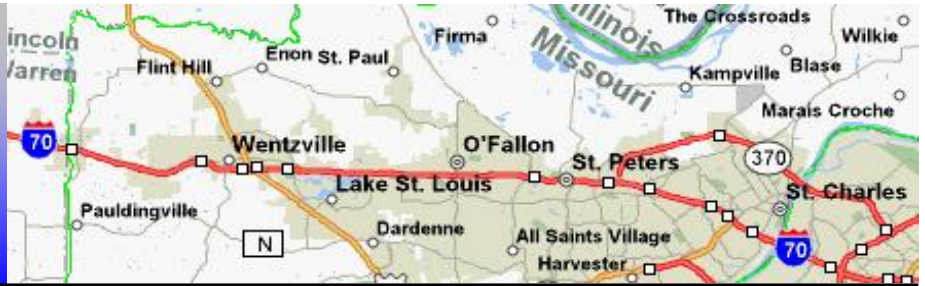 The Crossroads
Illinois
Wilkie
Firma
Lincoln
Warren
Enon
St. Paul
Missouri
Blase
Flint Hill
Kampville
Marais Croche
70
Wentzville
O'Fallon
370
St. Peters
Lake St. Louis
St. Charles
Pauldingville
Dardenne
All Saints Village
N
70
Harvester